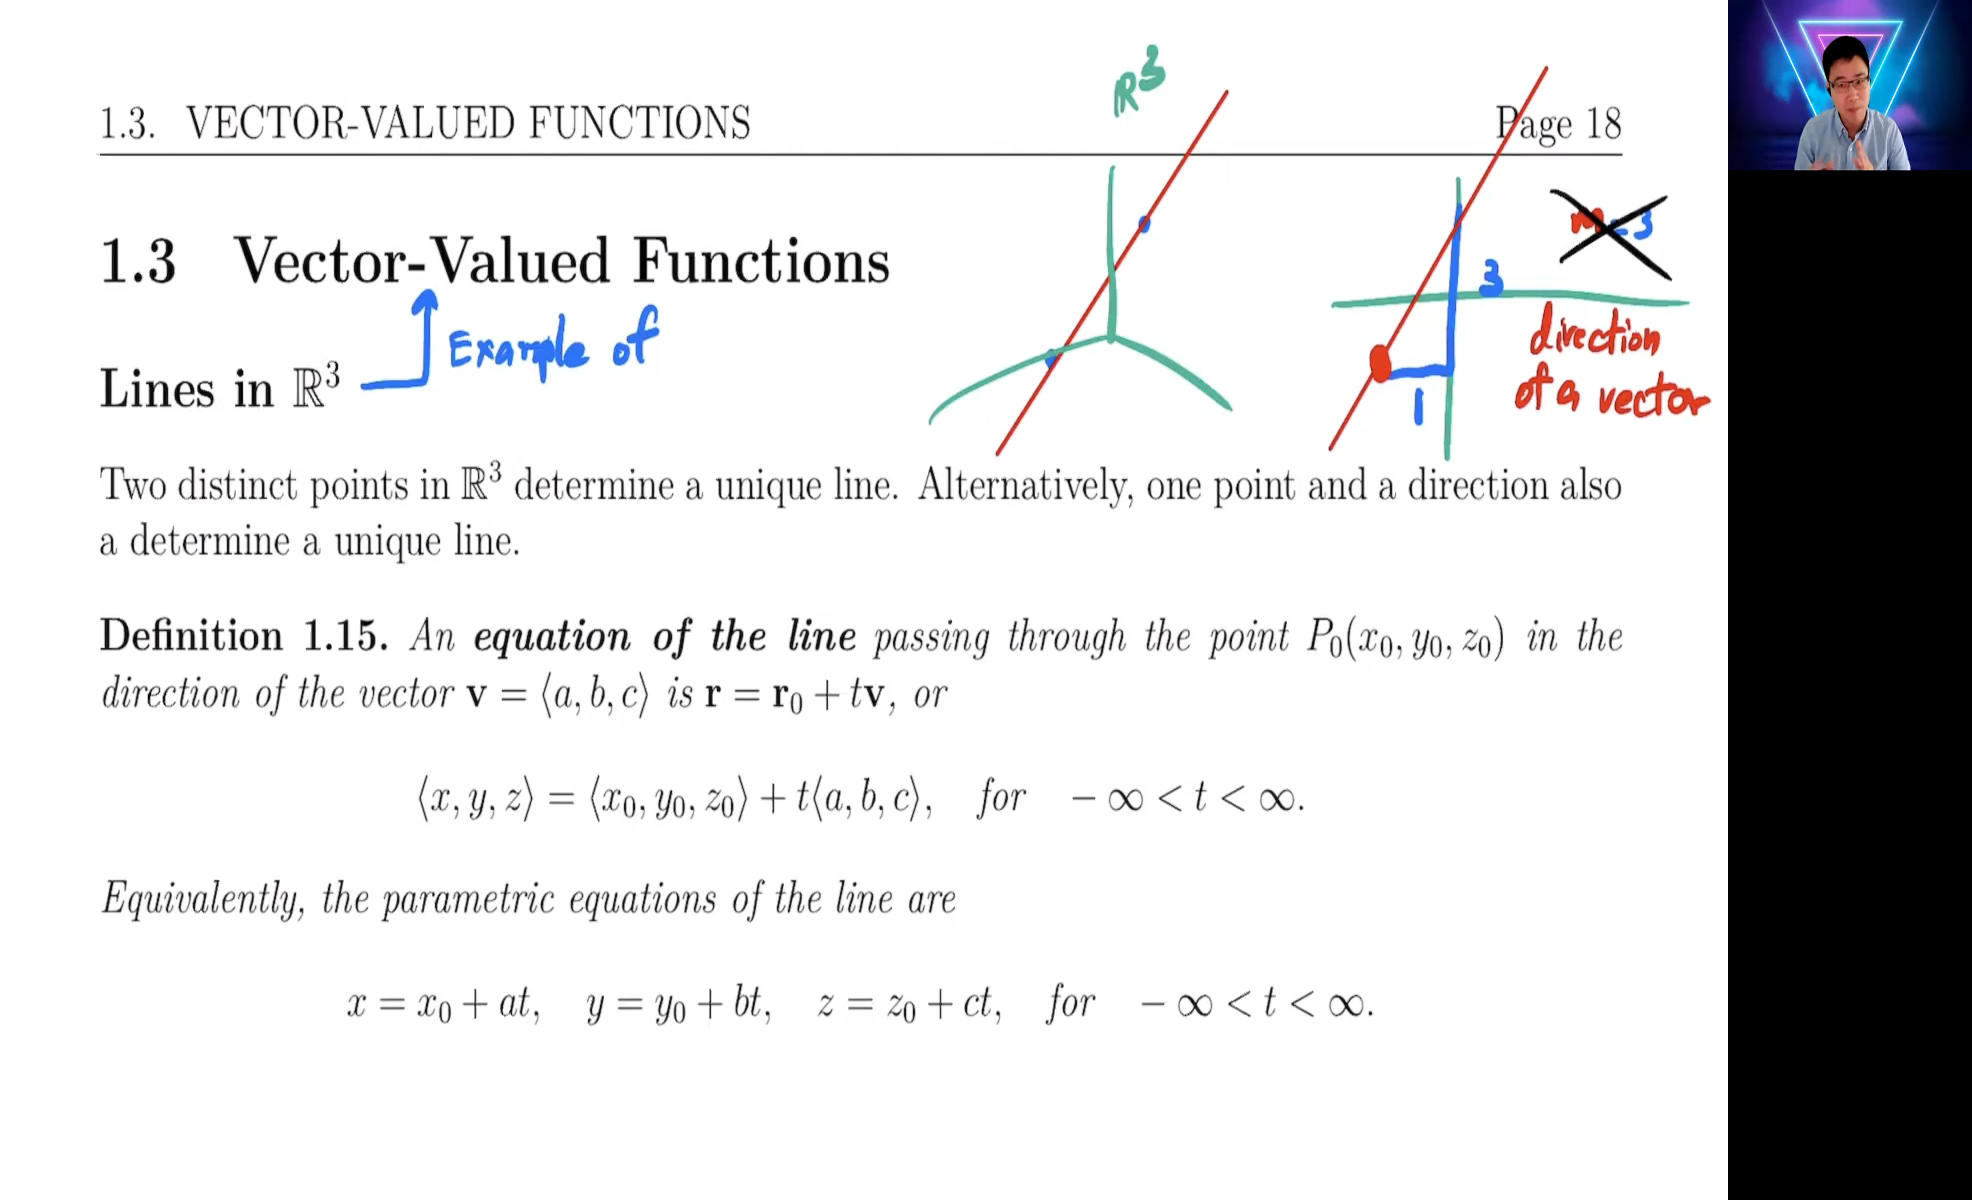 1.3. VECTOR-VALUED FUNCTIONS
Page 18
ℝ³
m=3
1.3 Vector-Valued Functions
3
Example of
direction
Lines in ℝ³
of a vector
1
Two distinct points in ℝ³ determine a unique line. Alternatively, one point and a direction also
a determine a unique line.
Definition 1.15. An equation of the line passing through the point P₀(x₀, y₀, z₀) in the
direction of the vector v = ⟨a, b, c⟩ is r = r₀ + tv, or
⟨x, y, z⟩ = ⟨x₀, y₀, z₀⟩ + t⟨a, b, c⟩, for − ∞ < t < ∞.
Equivalently, the parametric equations of the line are
x = x₀ + at, y = y₀ + bt, z = z₀ + ct, for − ∞ < t < ∞.